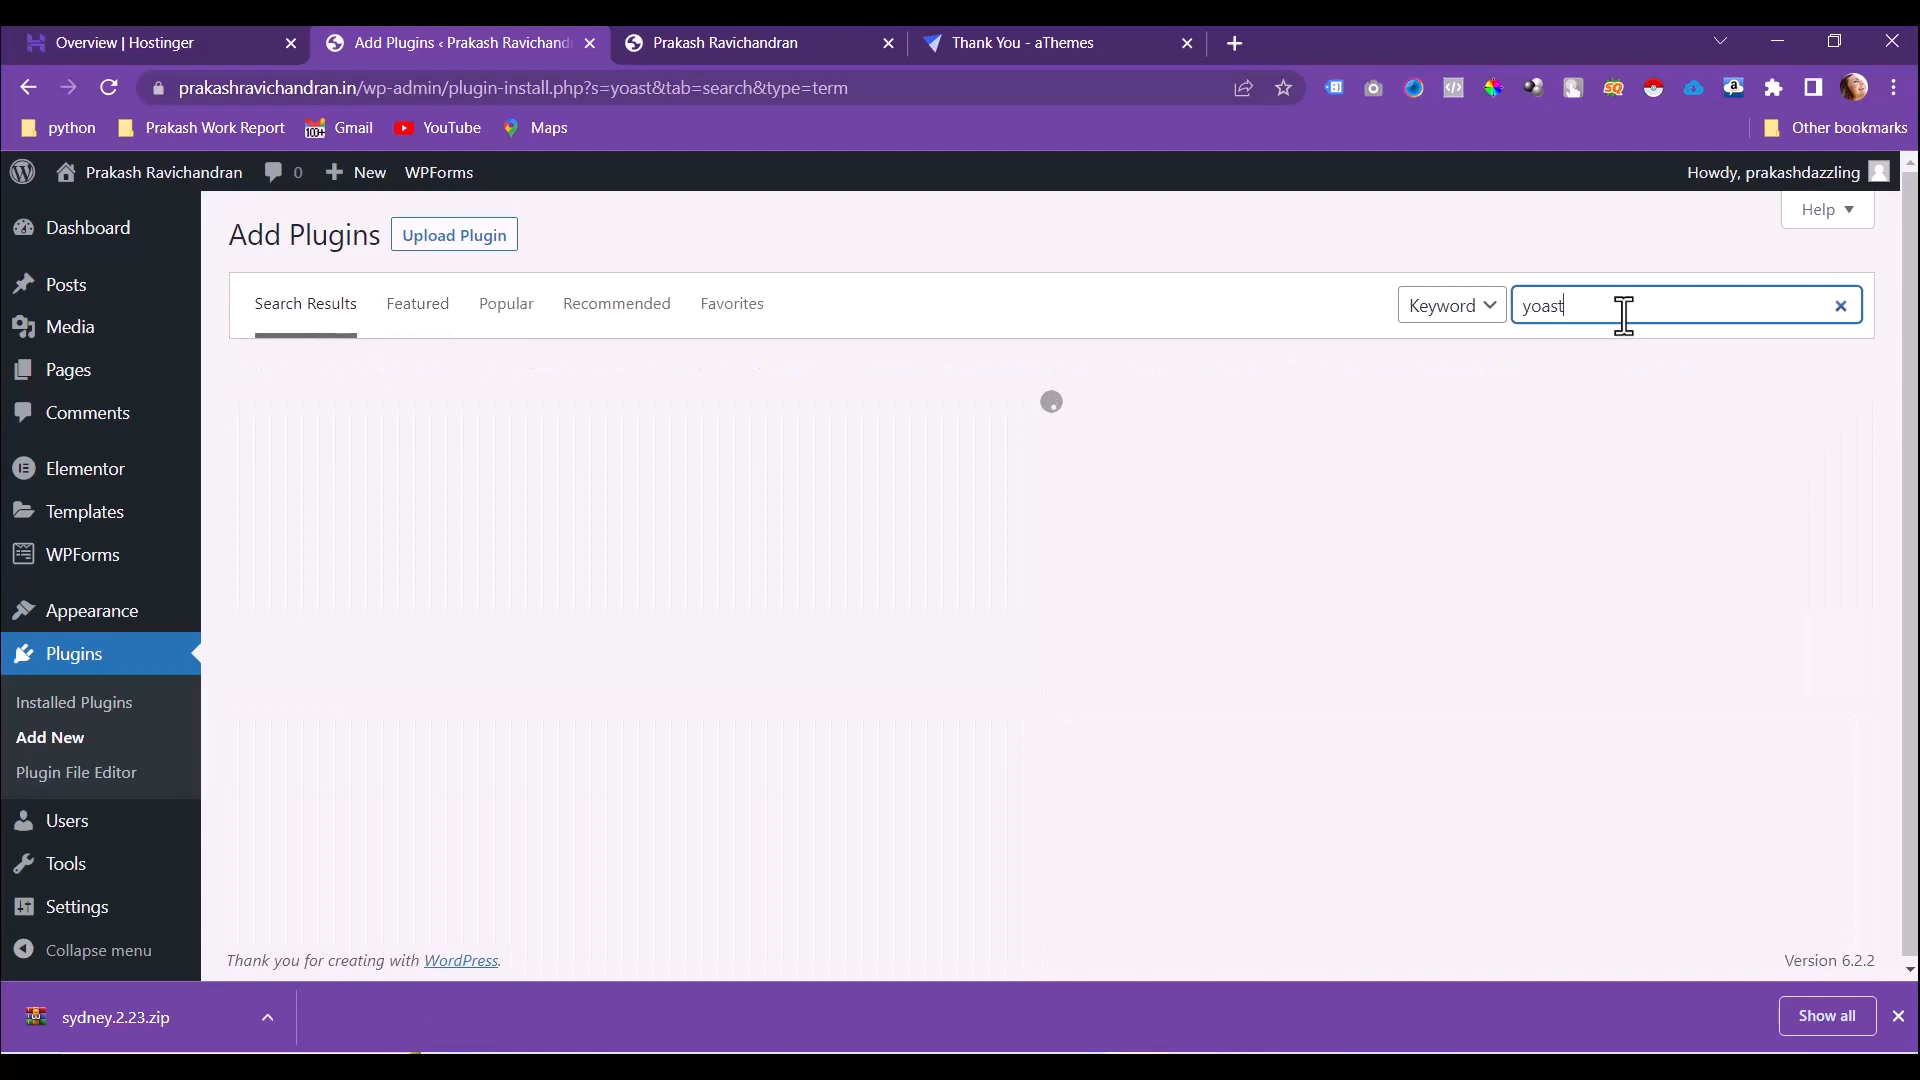 Overview | Hostinger
Add Plugins ‹ Prakash Ravichand
Prakash Ravichandran
Thank You - aThemes
prakashravichandran.in/wp-admin/plugin-install.php?s=yoast&tab=search&type=term
python
Prakash Work Report
100+
Gmail
YouTube
Maps
Other bookmarks
Prakash Ravichandran
0
New
WPForms
Howdy, prakashdazzling
Dashboard
Posts
Media
Pages
Comments
Elementor
Templates
WPForms
Appearance
Plugins
Installed Plugins
Add New
Plugin File Editor
Users
Tools
Settings
Collapse menu
Help
Add Plugins
Upload Plugin
Search Results
Featured
Popular
Recommended
Favorites
Keyword
yoast
Thank you for creating with WordPress.
Version 6.2.2
sydney.2.23.zip
Show all